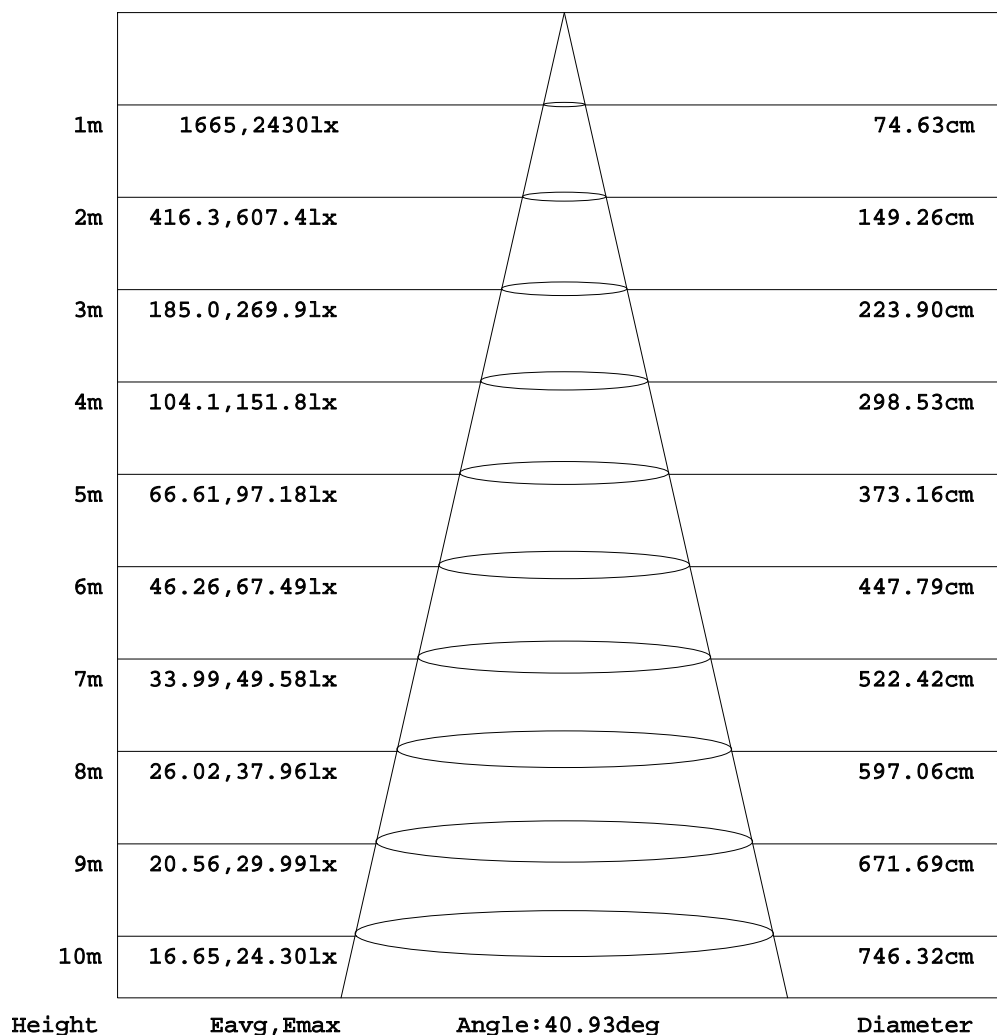 1m 1665,2430lx 74.63cm
2m 416.3,607.4lx 149.26cm
3m 185.0,269.9lx 223.90cm
4m 104.1,151.8lx 298.53cm
5m 66.61,97.18lx 373.16cm
6m 46.26,67.49lx 447.79cm
7m 33.99,49.58lx 522.42cm
8m 26.02,37.96lx 597.06cm
9m 20.56,29.99lx 671.69cm
10m 16.65,24.30lx 746.32cm
Height Eavg,Emax Angle:40.93deg Diameter